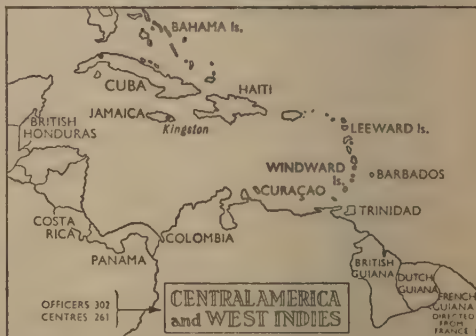 BAHAMA Is.
CUBA
HAITI
JAMAICA
Kingston
BRITISH
HONDURAS
LEEWARD Is.
WINDWARD
Is.
BARBADOS
CURAÇAO
TRINIDAD
COSTA
RICA
PANAMA
COLOMBIA
BRITISH
GUIANA
DUTCH
GUIANA
FRENCH
GUIANA
DIRECTED
FROM
FRANCE
OFFICERS 302
CENTRES 261
CENTRAL AMERICA
and WEST INDIES